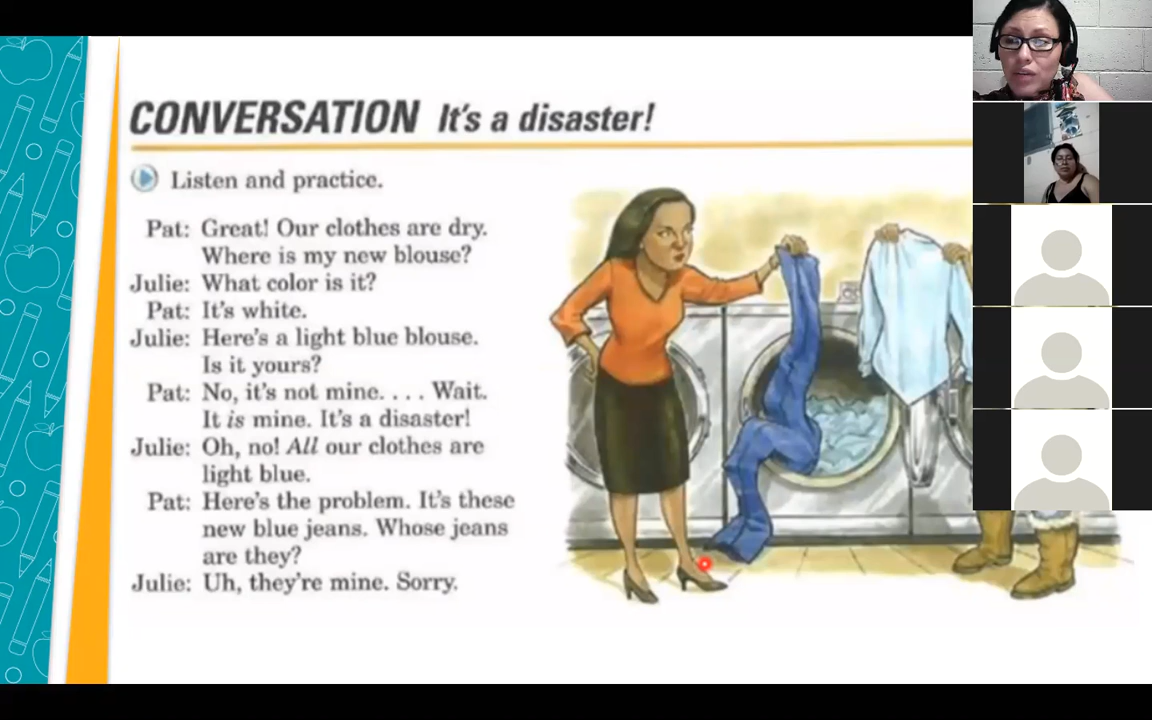 CONVERSATION It's a disaster!
Listen and practice.
Pat: Great! Our clothes are dry.
Where is my new blouse?
Julie: What color is it?
Pat: It's white.
Julie: Here's a light blue blouse.
Is it yours?
Pat: No, it's not mine. . . . Wait.
It is mine. It's a disaster!
Julie: Oh, no! All our clothes are
light blue.
Pat: Here's the problem. It's these
new blue jeans. Whose jeans
are they?
Julie: Uh, they're mine. Sorry.